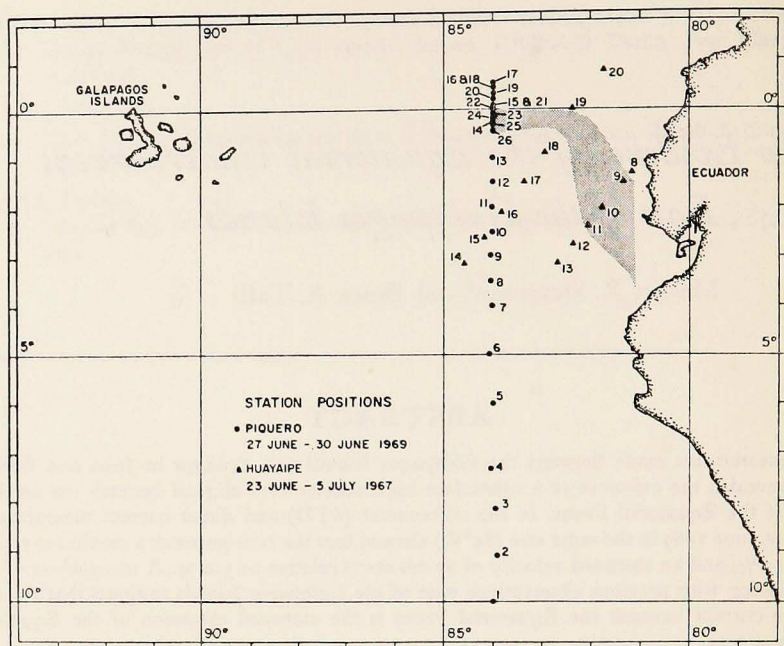 90° 85° 80°
GALAPAGOS
ISLANDS
0° 0°
16 &18 17
20 19
22 15 & 21
24 23
14 25
26
13
12
11
10
9
8
7
6
5
4
3
2
1
20
19
18
17
16
15
14
13
12
11
10
9
8
ECUADOR
5° 5°
STATION POSITIONS
PIQUERO
27 JUNE - 30 JUNE 1969
HUAYAIPE
23 JUNE - 5 JULY 1967
10° 10°
90° 85° 80°